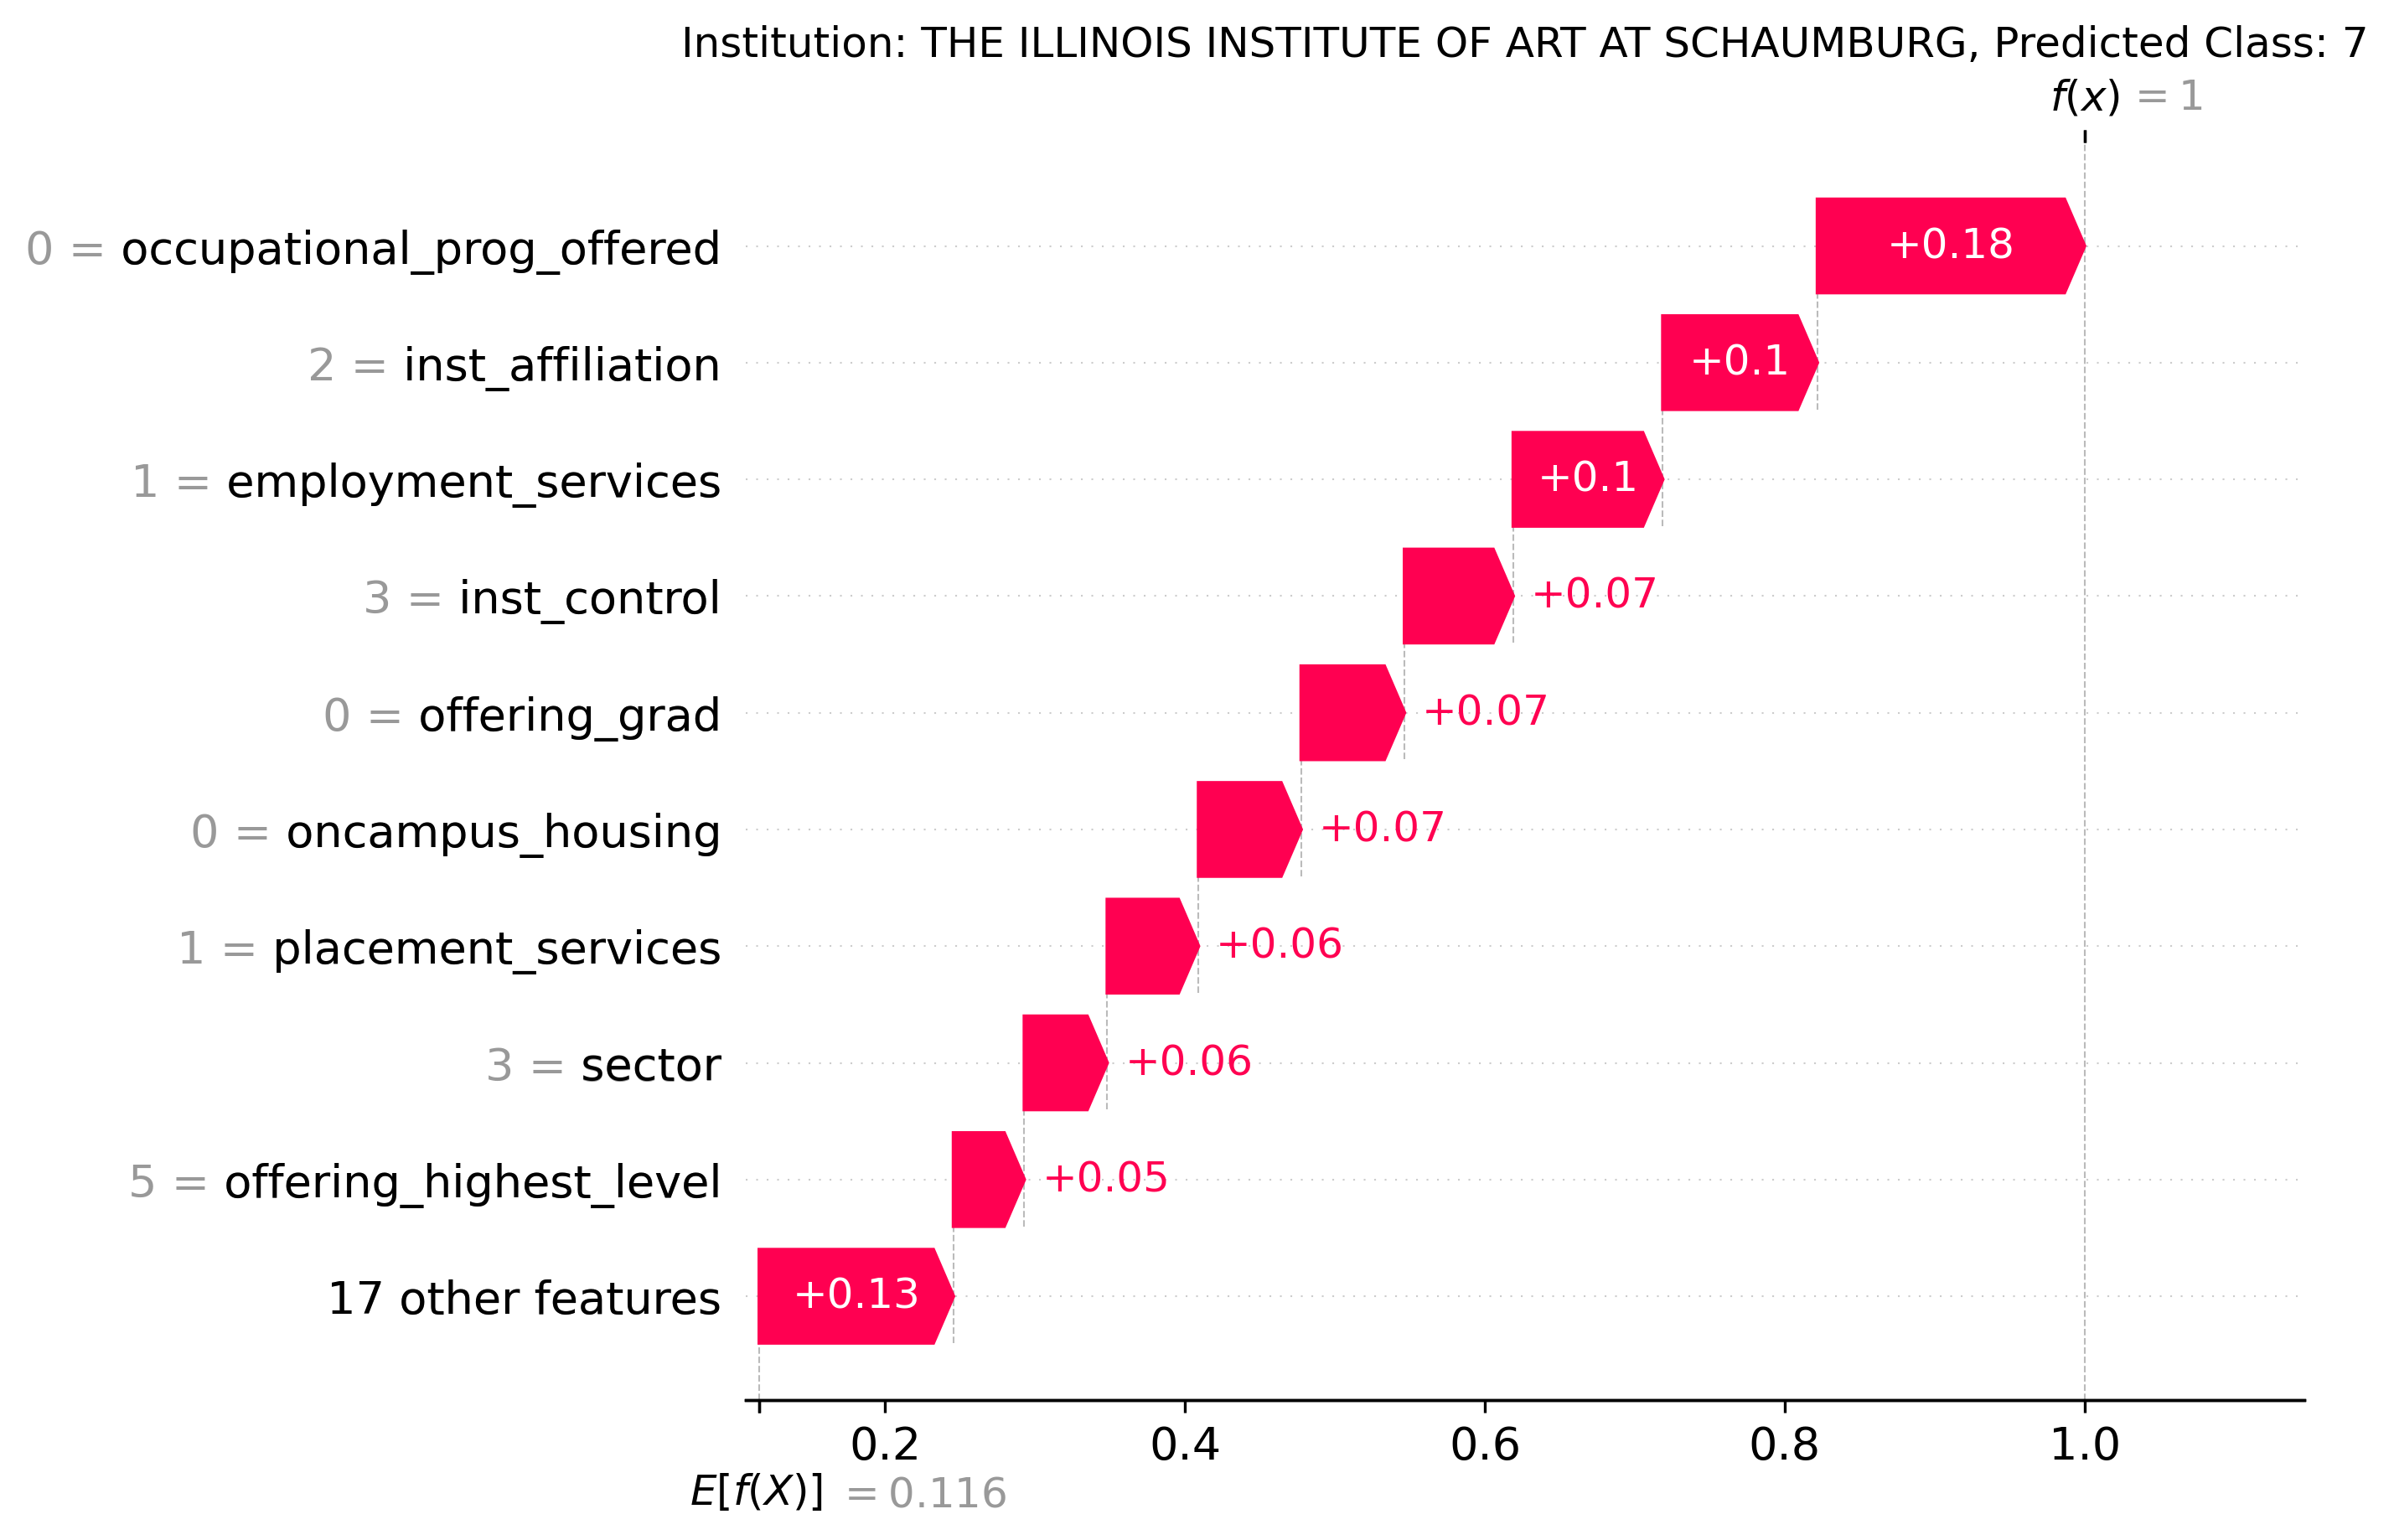 Institution: THE ILLINOIS INSTITUTE OF ART AT SCHAUMBURG, Predicted Class: 7
f(x) = 1
0 = occupational_prog_offered +0.18
2 = inst_affiliation +0.1
1 = employment_services +0.1
3 = inst_control +0.07
0 = offering_grad +0.07
0 = oncampus_housing +0.07
1 = placement_services +0.06
3 = sector +0.06
5 = offering_highest_level +0.05
17 other features +0.13
0.2 0.4 0.6 0.8 1.0
E[f(X)] = 0.116